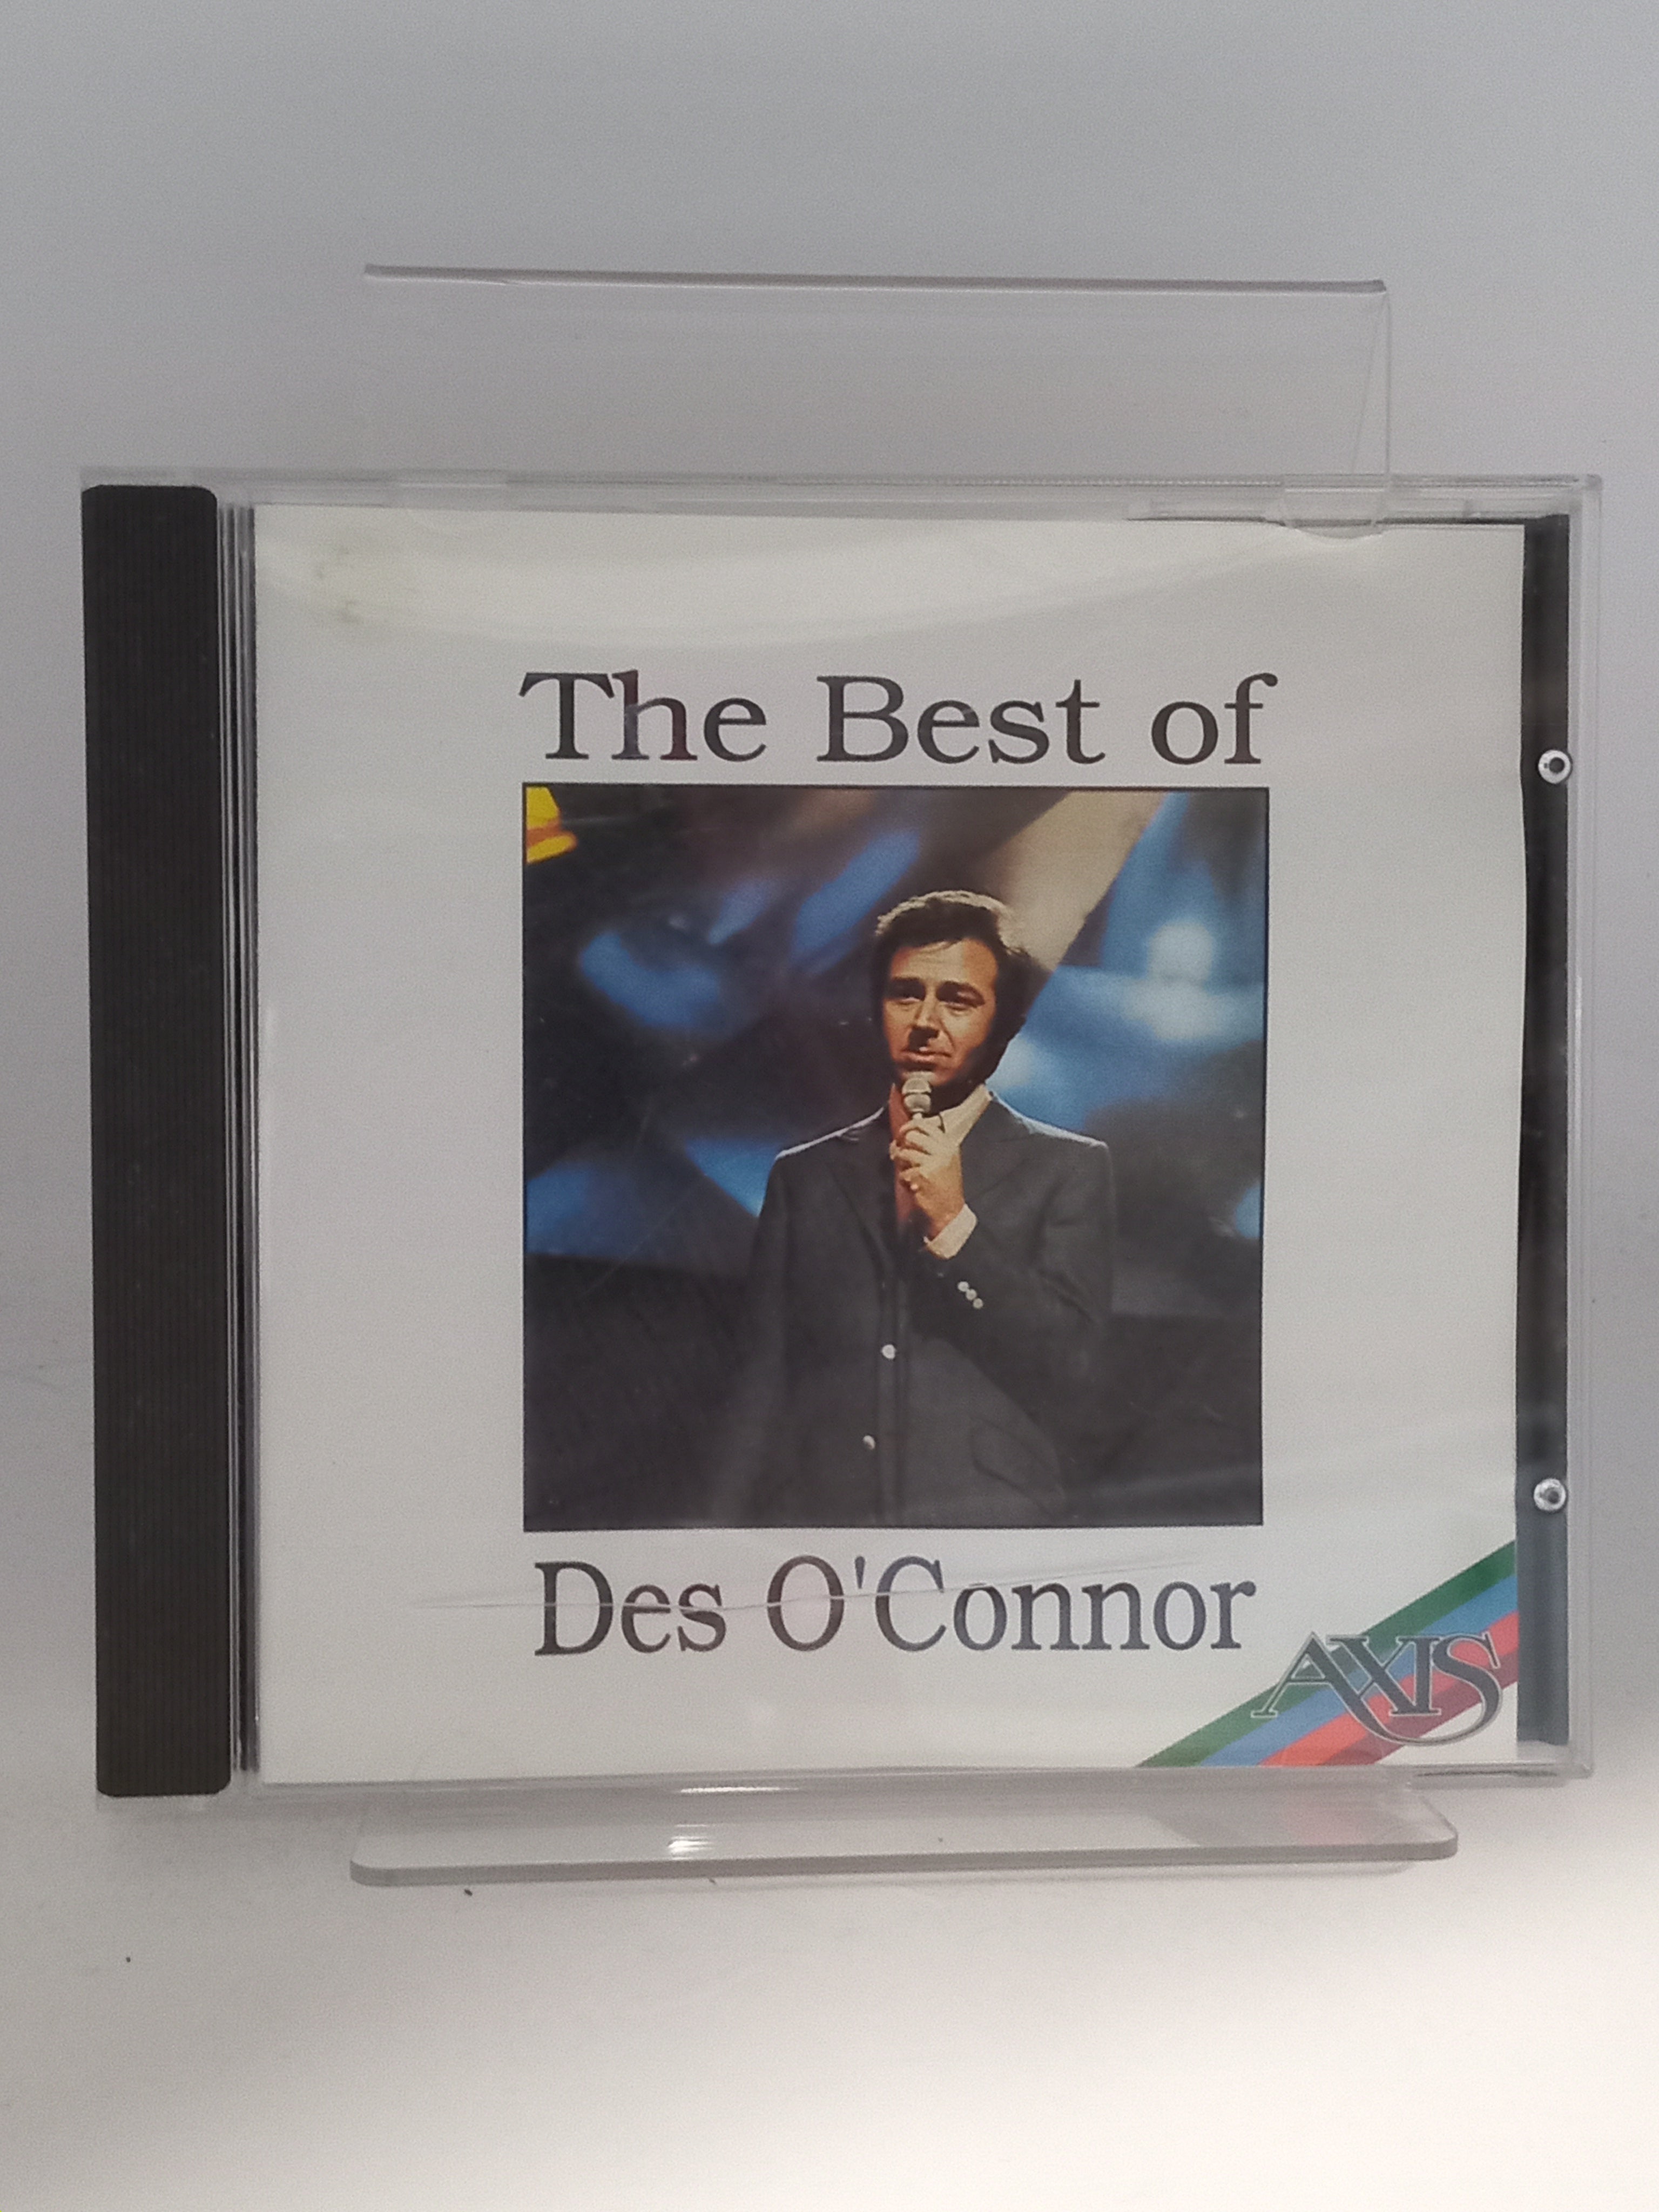 The Best of
Des O'Connor
AXIS